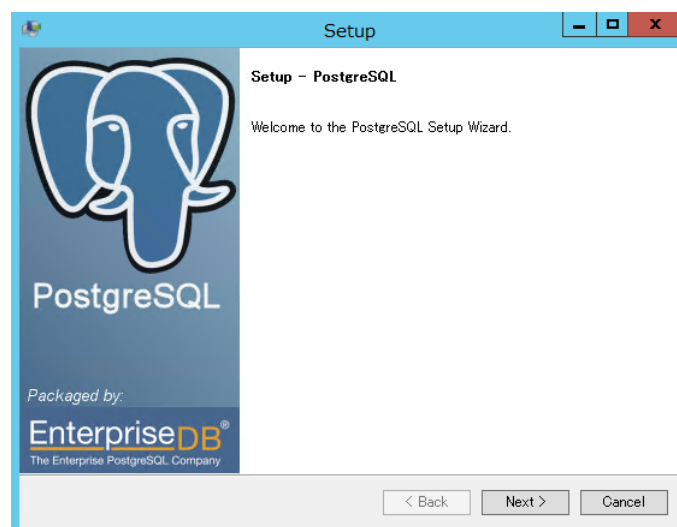 Setup
Setup - PostgreSQL
Welcome to the PostgreSQL Setup Wizard.
PostgreSQL
Packaged by:
EnterpriseDB®
The Enterprise PostgreSQL Company
< Back
Next >
Cancel